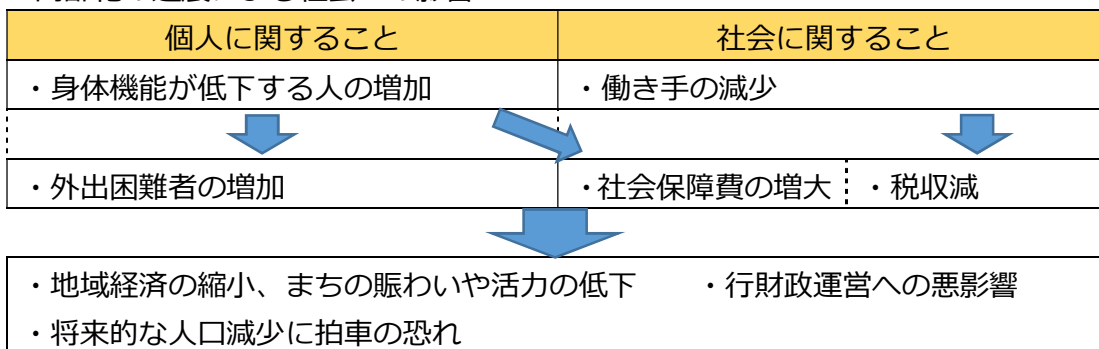 個人に関すること
社会に関すること
・身体機能が低下する人の増加
・働き手の減少
・外出困難者の増加
・社会保障費の増大
・税収減
・地域経済の縮小、まちの賑わいや活力の低下
・行財政運営への悪影響
・将来的な人口減少に拍車の恐れ